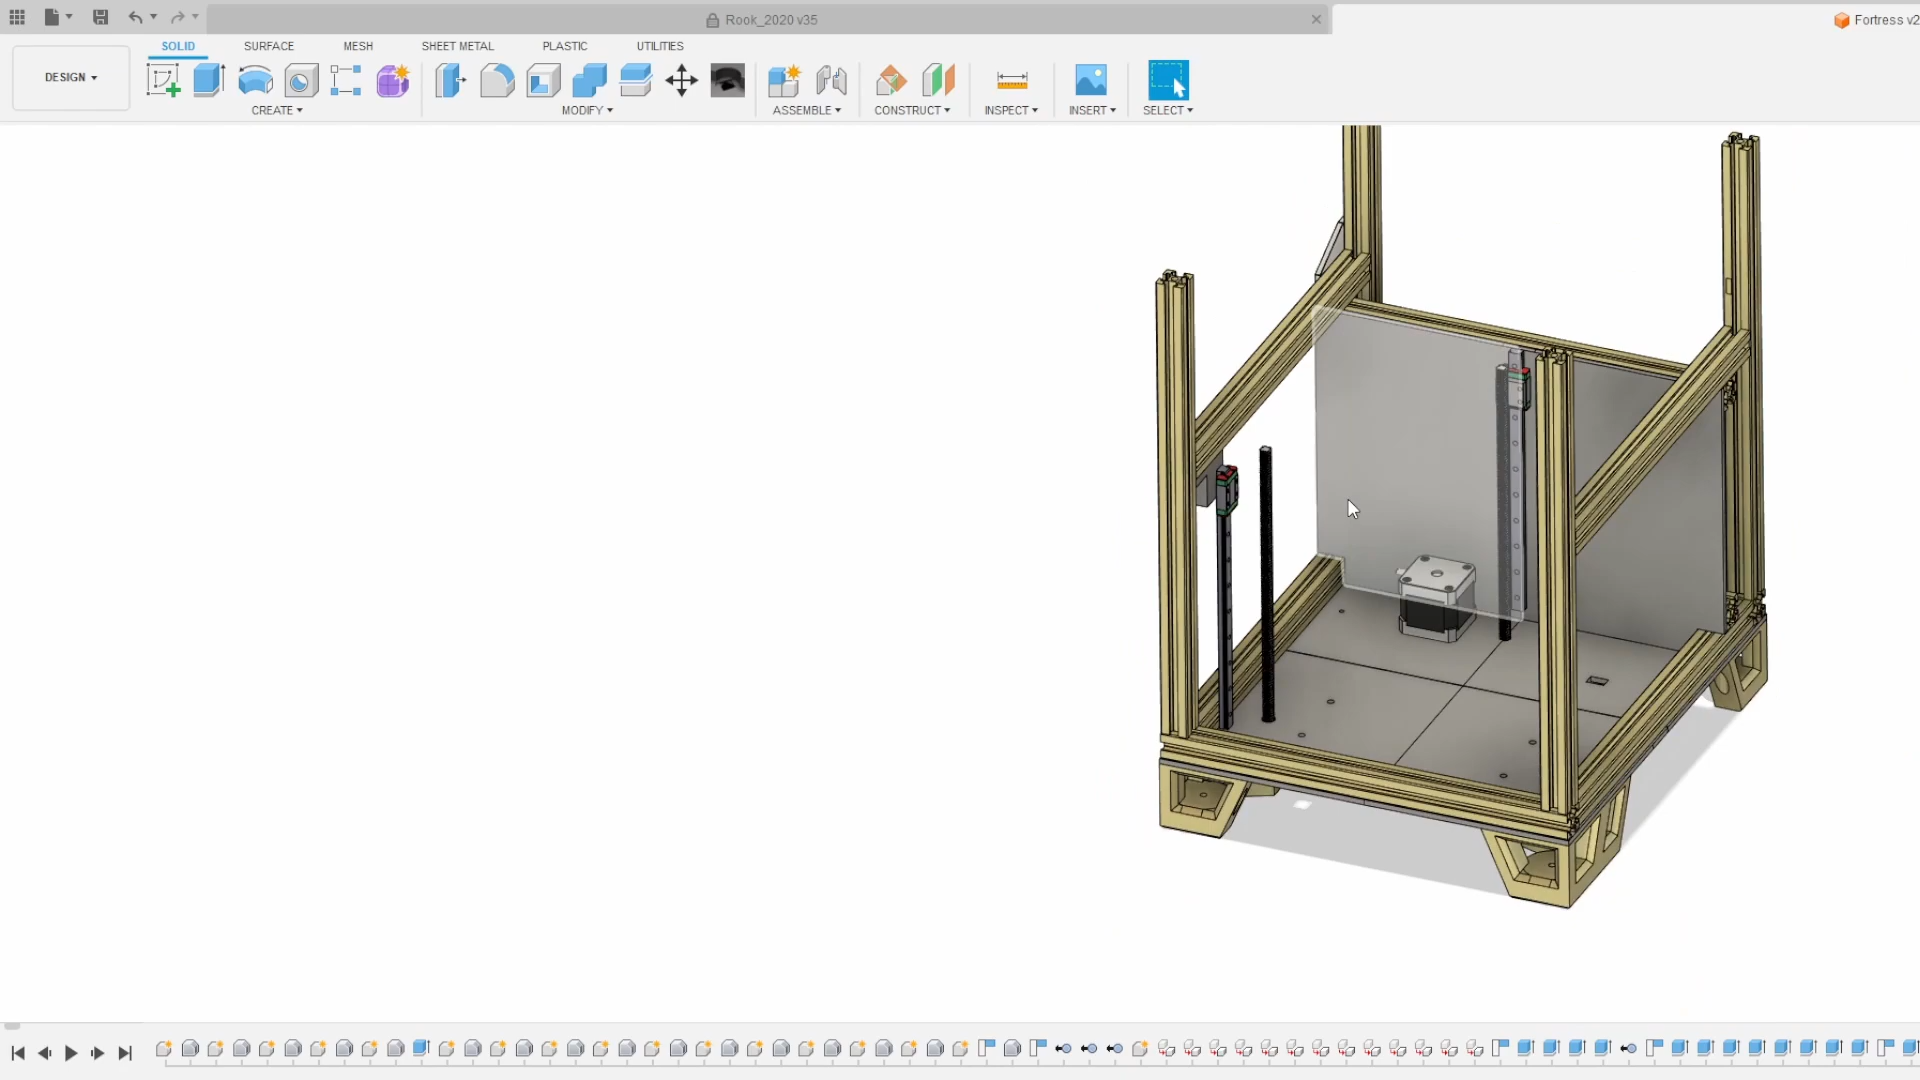 Rook_2020 v35
Fortress v2
SOLID SURFACE MESH SHEET METAL PLASTIC UTILITIES
DESIGN
CREATE MODIFY ASSEMBLE CONSTRUCT INSPECT INSERT SELECT